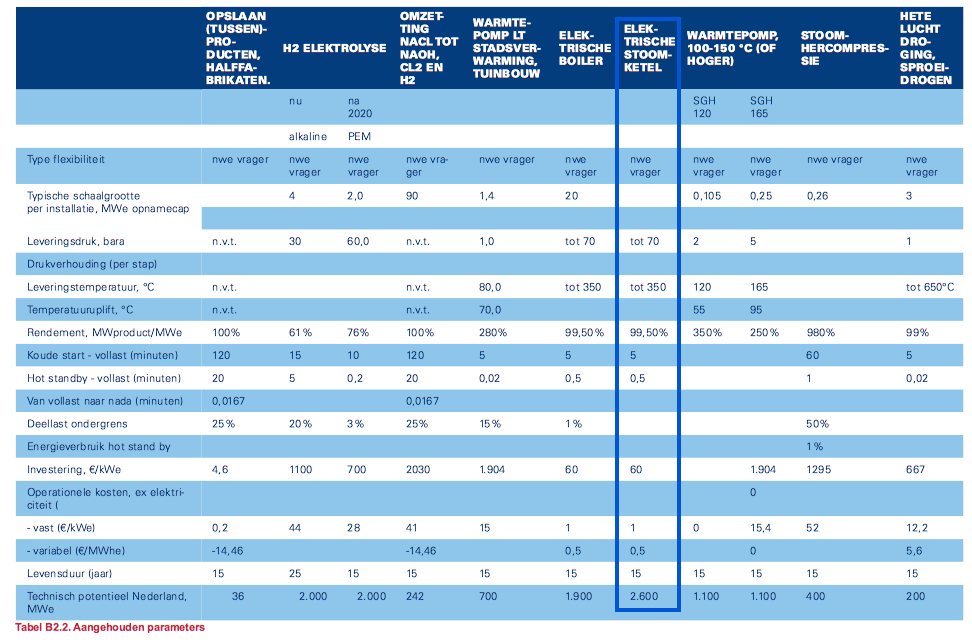 OPSLAAN (TUSSEN)- PRO- DUCTEN, HALFFA- BRIKATEN. H2 ELEKTROLYSE OMZET- TING NACL TOT NAOH, CL2 EN H2 WARMTE- POMP LT STADSVER- WARMING, TUINBOUW ELEK- TRISCHE BOILER ELEK- TRISCHE STOOM- KETEL WARMTEPOMP, 100-150 °C (OF HOGER) STOOM- HERCOMPRES- SIE HETE LUCHT DRO- GING, SPROEI- DROGEN
nu na 2020 SGH 120 SGH 165
alkaline PEM
Type flexibiliteit nwe vrager nwe vrager nwe vrager nwe vra- ger nwe vrager nwe vrager nwe vrager nwe vrager nwe vrager nwe vrager nwe vrager
Typische schaalgrootte per installatie, MWe opnamecap 4 2,0 90 1,4 20 0,105 0,25 0,26 3
Leveringsdruk, bara n.v.t. 30 60,0 n.v.t. 1,0 tot 70 tot 70 2 5 1
Drukverhouding (per stap)
Leveringstemperatuur, °C n.v.t. n.v.t. 80,0 tot 350 tot 350 120 165 tot 650°C
Temperatuuruplift, °C n.v.t. n.v.t. 70,0 55 95
Rendement, MWproduct/MWe 100% 61% 76% 100% 280% 99,50% 99,50% 350% 250% 980% 99%
Koude start - vollast (minuten) 120 15 10 120 5 5 5 60 5
Hot standby - vollast (minuten) 20 5 0,2 20 0,02 0,5 0,5 1 0,02
Van vollast naar nada (minuten) 0,0167 0,0167
Deellast ondergrens 25% 20% 3% 25% 15% 1% 50%
Energieverbruik hot stand by 1%
Investering, €/kWe 4,6 1100 700 2030 1.904 60 60 1.904 1295 667
Operationele kosten, ex elektri- citeit ( 0
- vast (€/kWe) 0,2 44 28 41 15 1 1 0 15,4 52 12,2
- variabel (€/MWhe) -14,46 -14,46 0,5 0,5 0 5,6
Levensduur (jaar) 15 25 15 15 15 15 15 15 15 15 15
Technisch potentieel Nederland, MWe 36 2.000 2.000 242 700 1.900 2.600 1.100 1.100 400 200
Tabel B2.2. Aangehouden parameters